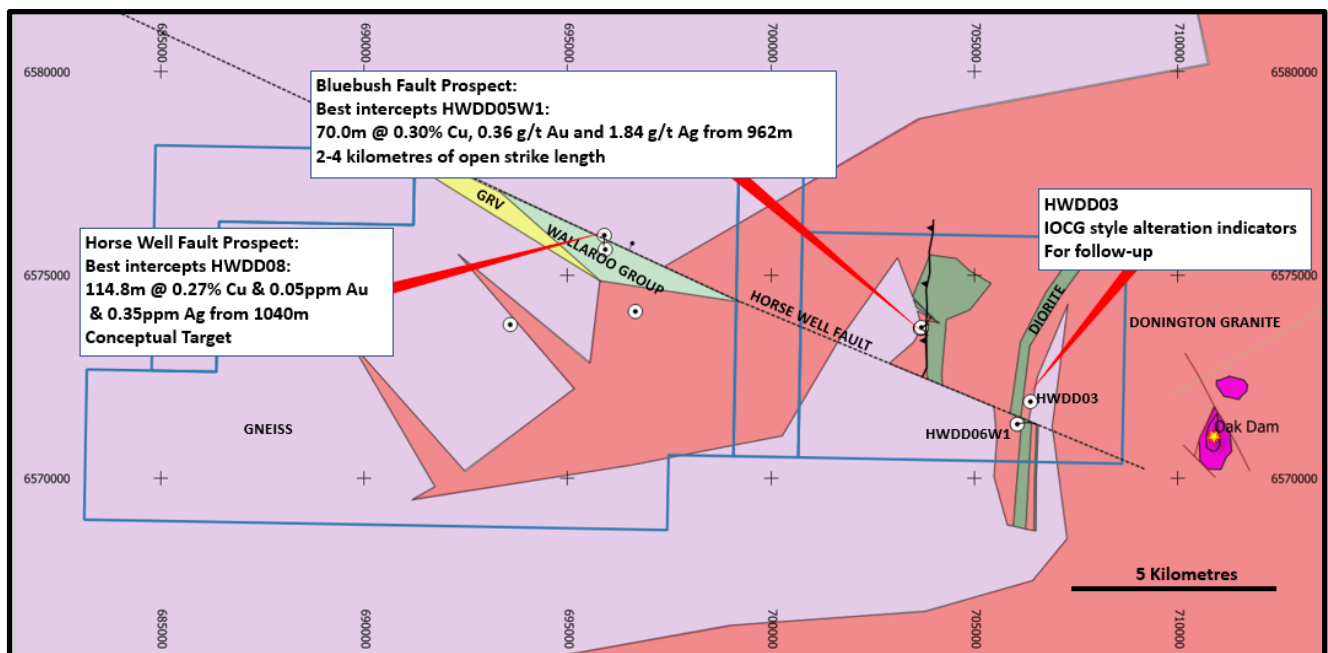 685000
690000
695000
700000
705000
710000
6580000
6580000
Bluebush Fault Prospect:
Best intercepts HWDD05W1:
70.0m @ 0.30% Cu, 0.36 g/t Au and 1.84 g/t Ag from 962m
2-4 kilometres of open strike length
HWDD03
IOCG style alteration indicators
For follow-up
GRV
WALLAROO GROUP
Horse Well Fault Prospect:
Best intercepts HWDD08:
114.8m @ 0.27% Cu & 0.05ppm Au
& 0.35ppm Ag from 1040m
Conceptual Target
6575000
6575000
HORSE WELL FAULT
DIORITE
DONINGTON GRANITE
HWDD03
GNEISS
HWDD06W1
Oak Dam
6570000
6570000
5 Kilometres
685000
690000
695000
700000
705000
710000